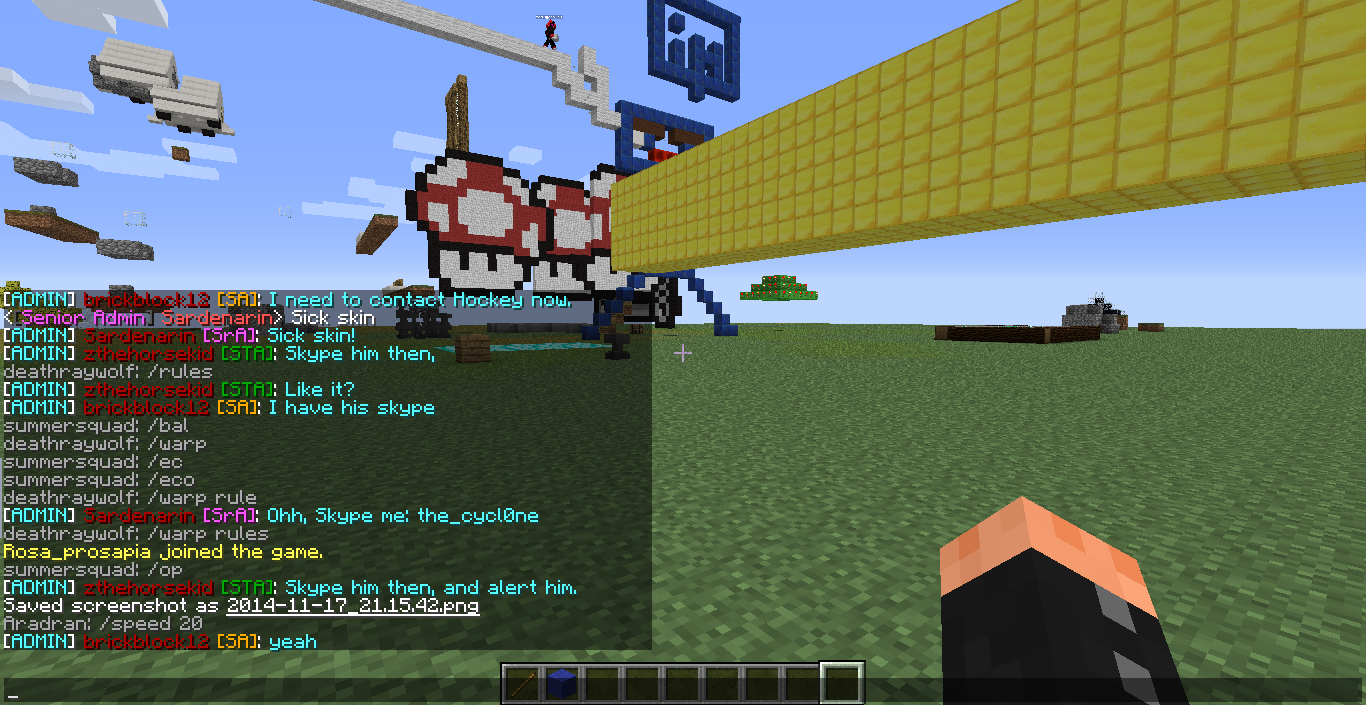 [ADMIN] brickblock12 [SA]: I need to contact Hockey now.
<[Senior Admin] Sardenarin> Sick skin
[ADMIN] Sardenarin [SrA]: Sick skin!
[ADMIN] zthehorsekid [STA]: Skype him then,
deathraywolf: /rules
[ADMIN] zthehorsekid [STA]: Like it?
[ADMIN] brickblock12 [SA]: I have his skype
summersquad: /bal
deathraywolf: /warp
summersquad: /ec
summersquad: /eco
deathraywolf: /warp rule
[ADMIN] Sardenarin [SrA]: Ohh, Skype me: the_cycl0ne
deathraywolf: /warp rules
Rosa_prosapia joined the game.
summersquad: /op
[ADMIN] zthehorsekid [STA]: Skype him then, and alert him.
Saved screenshot as 2014-11-17_21.15.42.png
Aradran: /speed 20
[ADMIN] brickblock12 [SA]: yeah
_